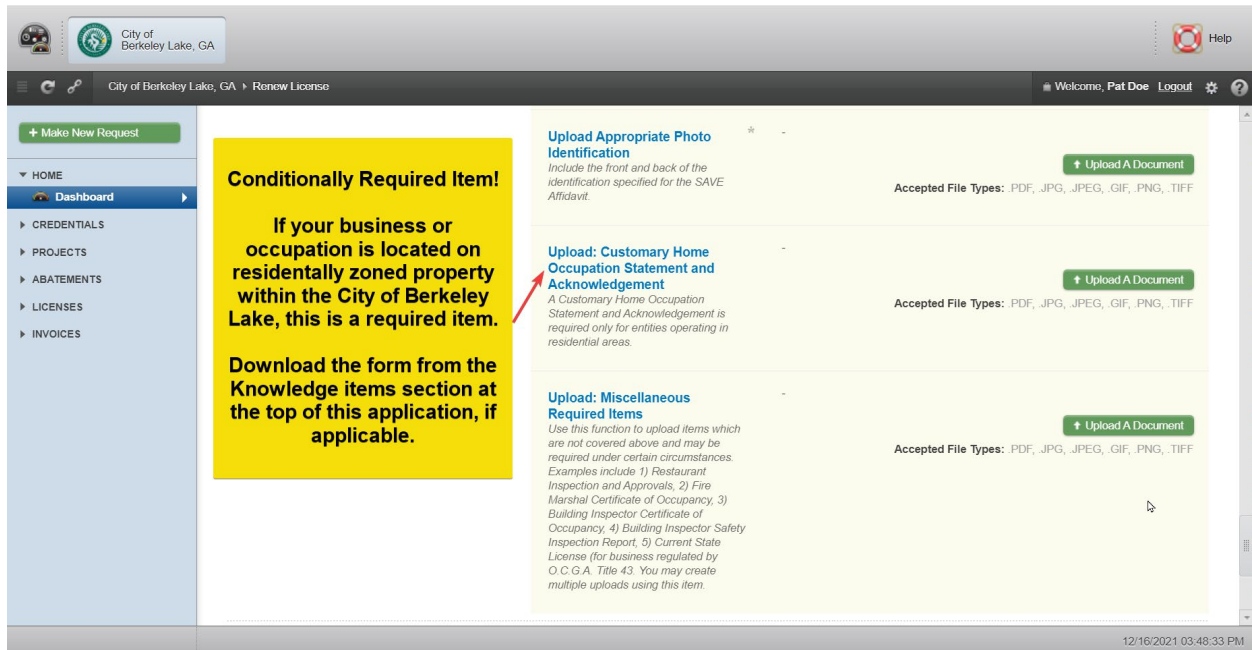 City of
Berkeley Lake, GA
Help
City of Berkeley Lake, GA ▸ Renew License
Welcome, Pat Doe Logout
+ Make New Request
HOME
Dashboard
CREDENTIALS
PROJECTS
ABATEMENTS
LICENSES
INVOICES
Conditionally Required Item!
If your business or
occupation is located on
residentally zoned property
within the City of Berkeley
Lake, this is a required item.
Download the form from the
Knowledge items section at
the top of this application, if
applicable.
Upload Appropriate Photo * -
Identification
Include the front and back of the
identification specified for the SAVE
Affidavit.
Upload A Document
Accepted File Types: .PDF, .JPG, .JPEG, .GIF, .PNG, .TIFF
Upload: Customary Home -
Occupation Statement and
Acknowledgement
A Customary Home Occupation
Statement and Acknowledgement is
required only for entities operating in
residential areas.
Upload A Document
Accepted File Types: .PDF, .JPG, .JPEG, .GIF, .PNG, .TIFF
Upload: Miscellaneous -
Required Items
Use this function to upload items which
are not covered above and may be
required under certain circumstances.
Examples include 1) Restaurant
Inspection and Approvals, 2) Fire
Marshal Certificate of Occupancy, 3)
Building Inspector Certificate of
Occupancy, 4) Building Inspector Safety
Inspection Report, 5) Current State
License (for business regulated by
O.C.G.A. Title 43. You may create
multiple uploads using this item.
Upload A Document
Accepted File Types: .PDF, .JPG, .JPEG, .GIF, .PNG, .TIFF
12/16/2021 03:48:33 PM